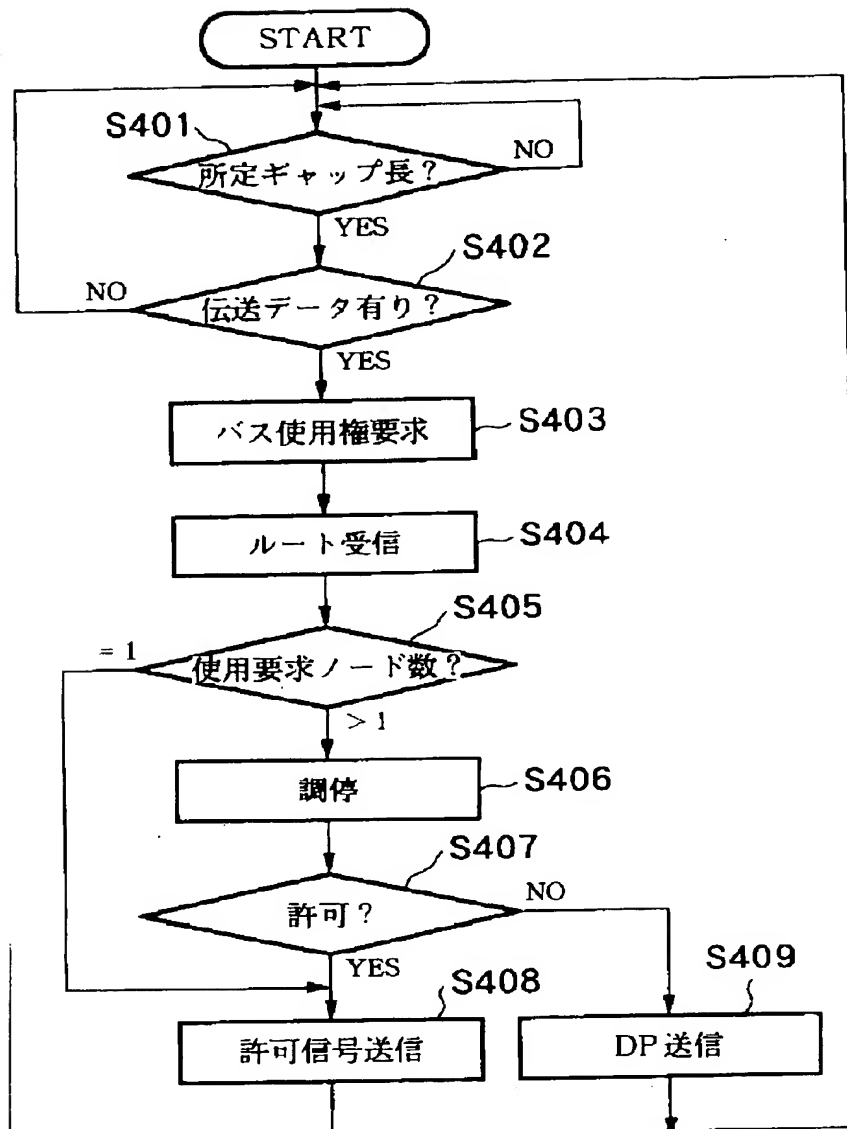 START
S401
所定ギャップ長?
NO
YES
S402
NO
伝送データ有り?
YES
バス使用権要求
S403
ルート受信
S404
S405
= 1
使用要求ノード数?
> 1
調停
S406
S407
許可?
NO
YES
S408
S409
許可信号送信
DP送信